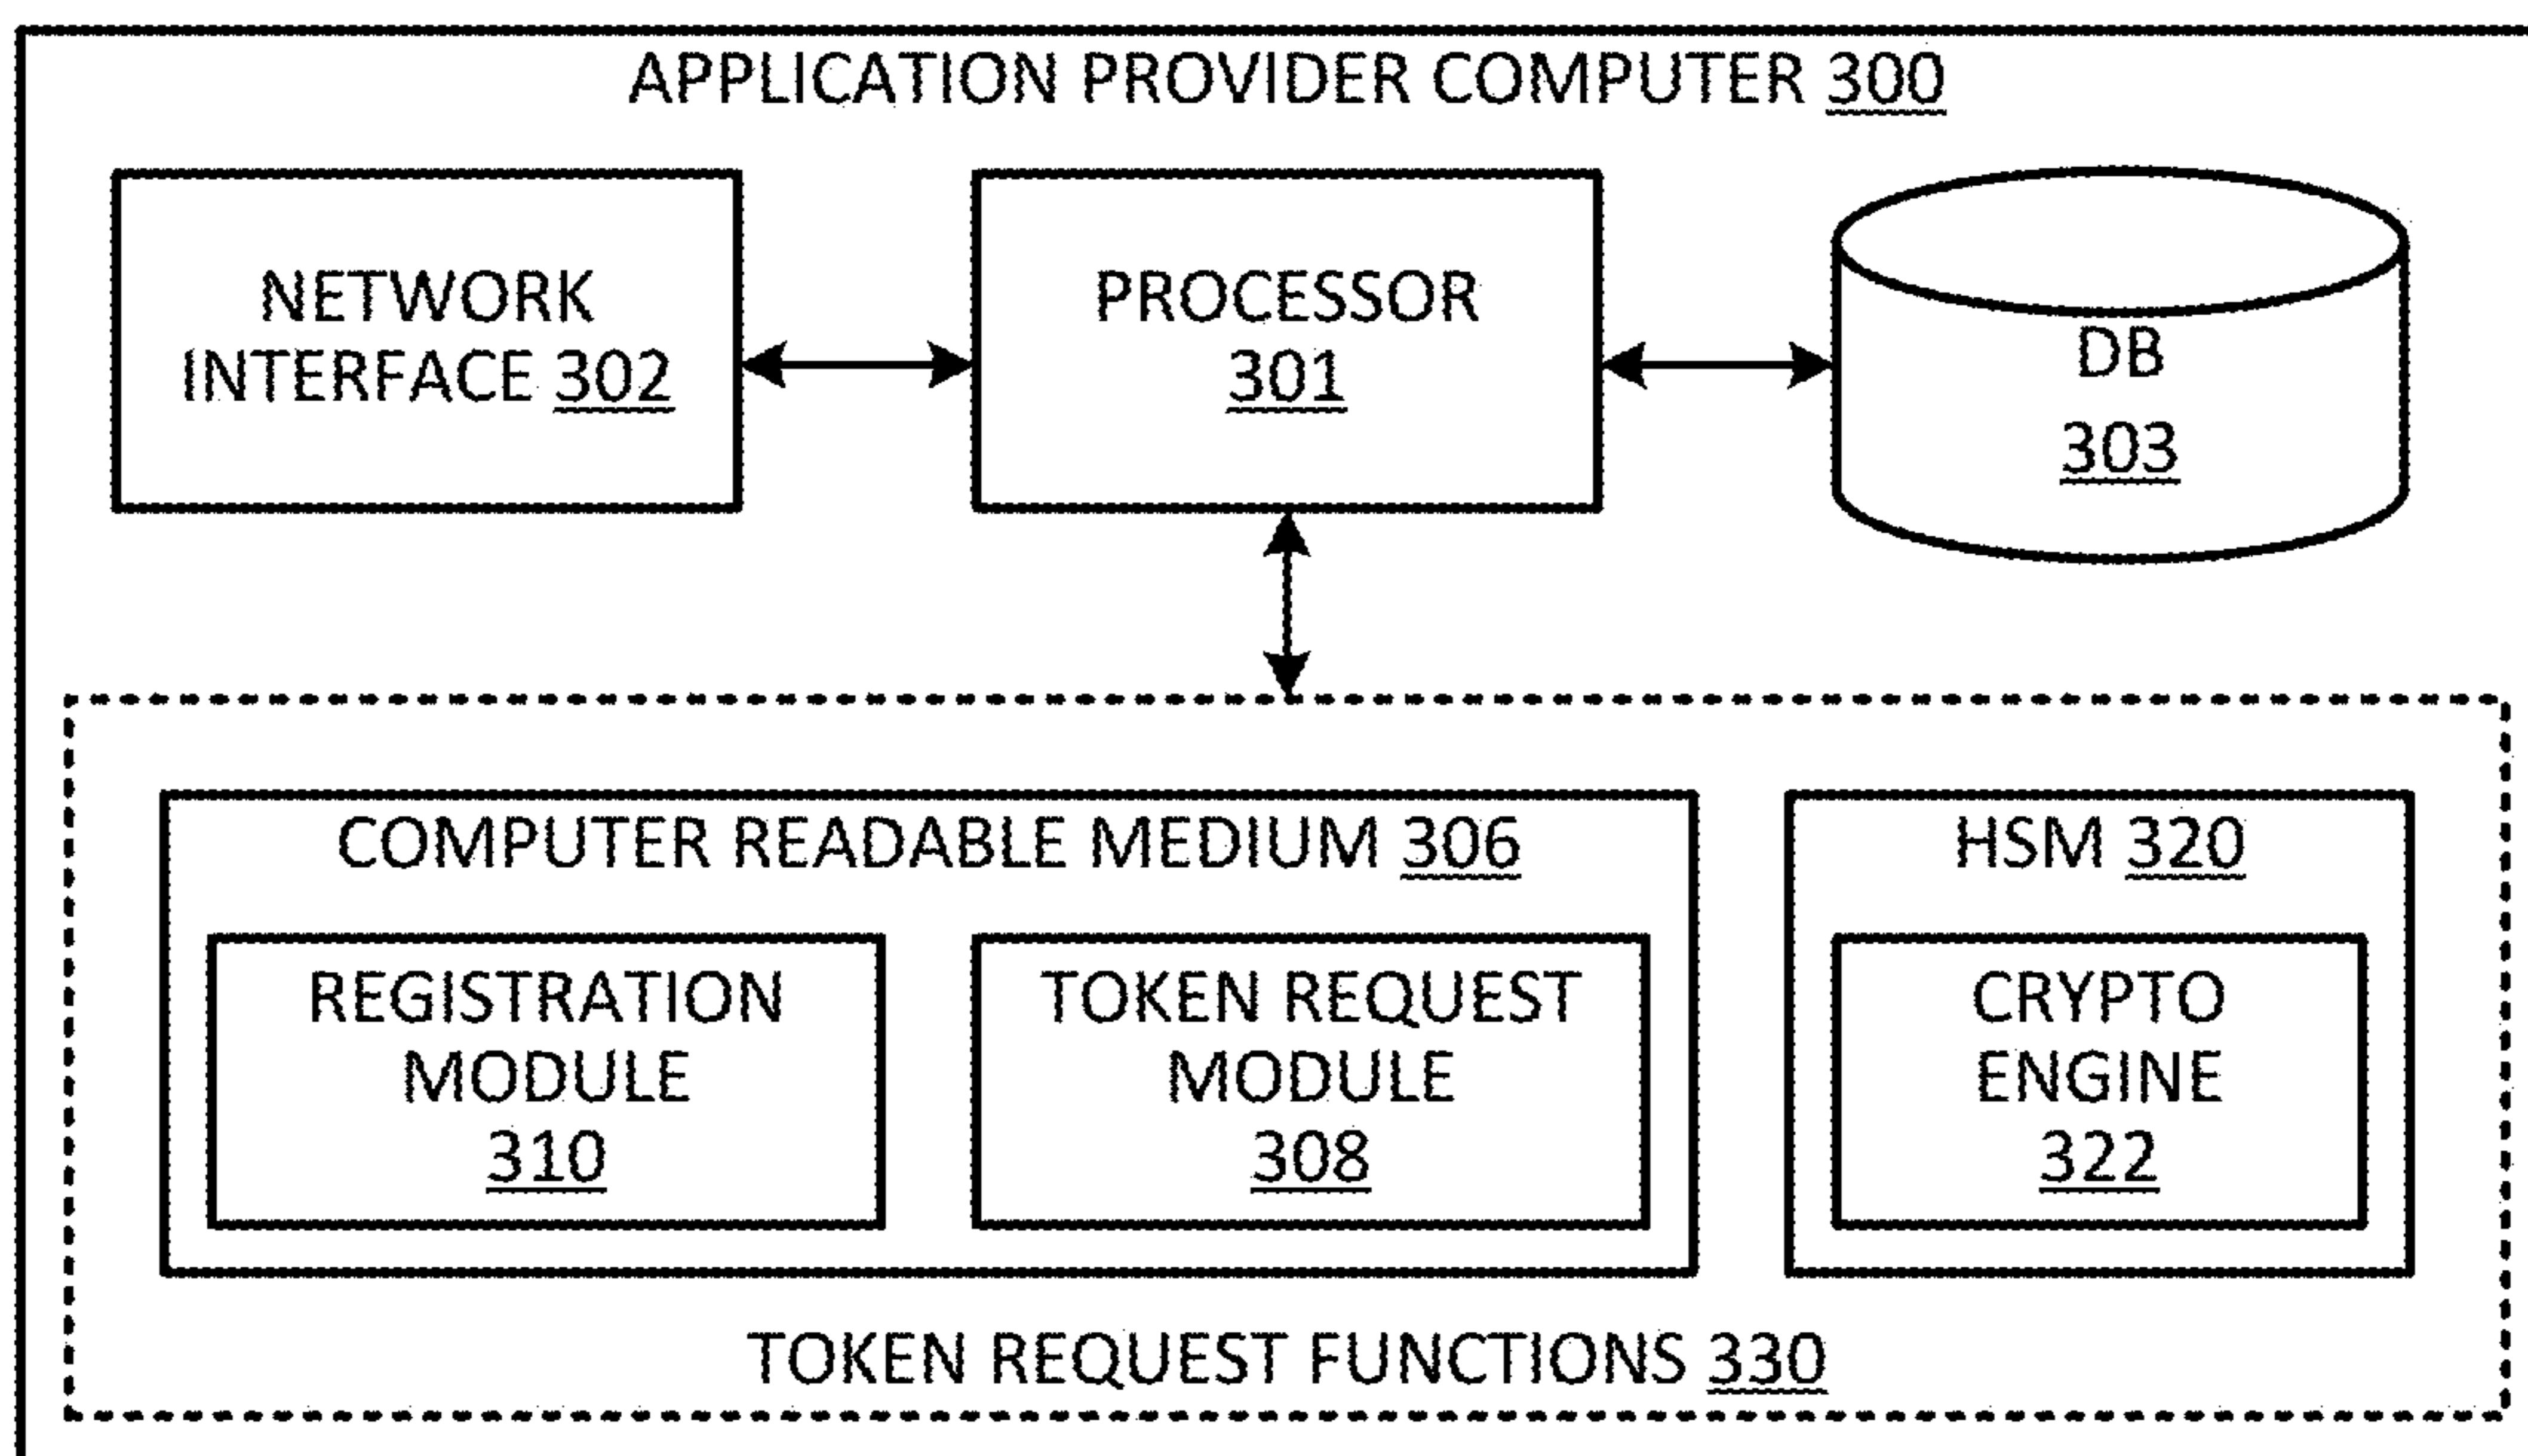 APPLICATION PROVIDER COMPUTER 300
NETWORK
INTERFACE 302
PROCESSOR
301
DB
303
COMPUTER READABLE MEDIUM 306
REGISTRATION
MODULE
310
TOKEN REQUEST
MODULE
308
HSM 320
CRYPTO
ENGINE
322
TOKEN REQUEST FUNCTIONS 330